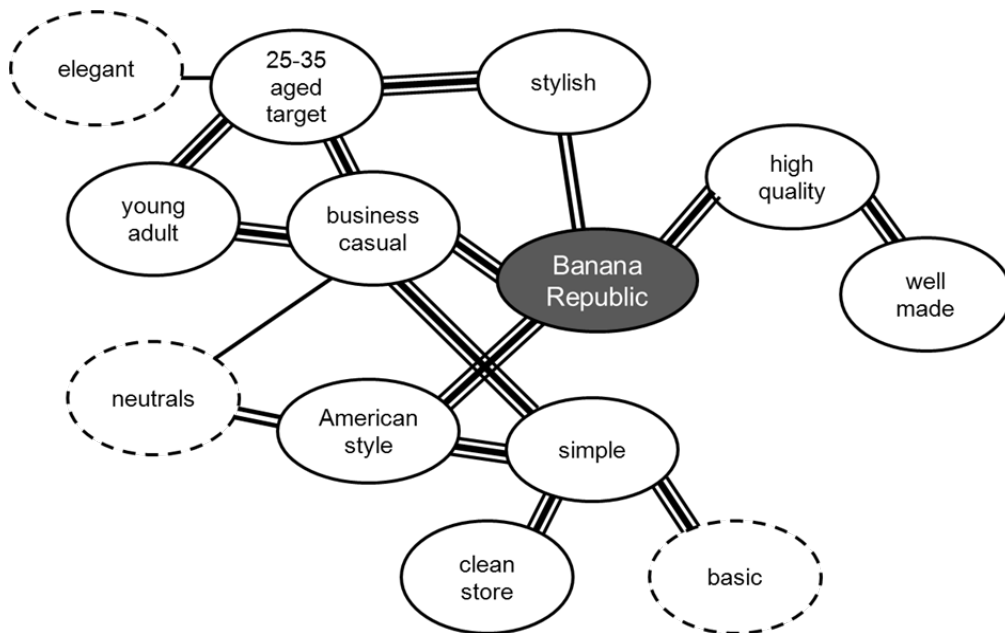 elegant
25-35
aged
target
stylish
high
quality
young
adult
business
casual
Banana
Republic
well
made
neutrals
American
style
simple
clean
store
basic